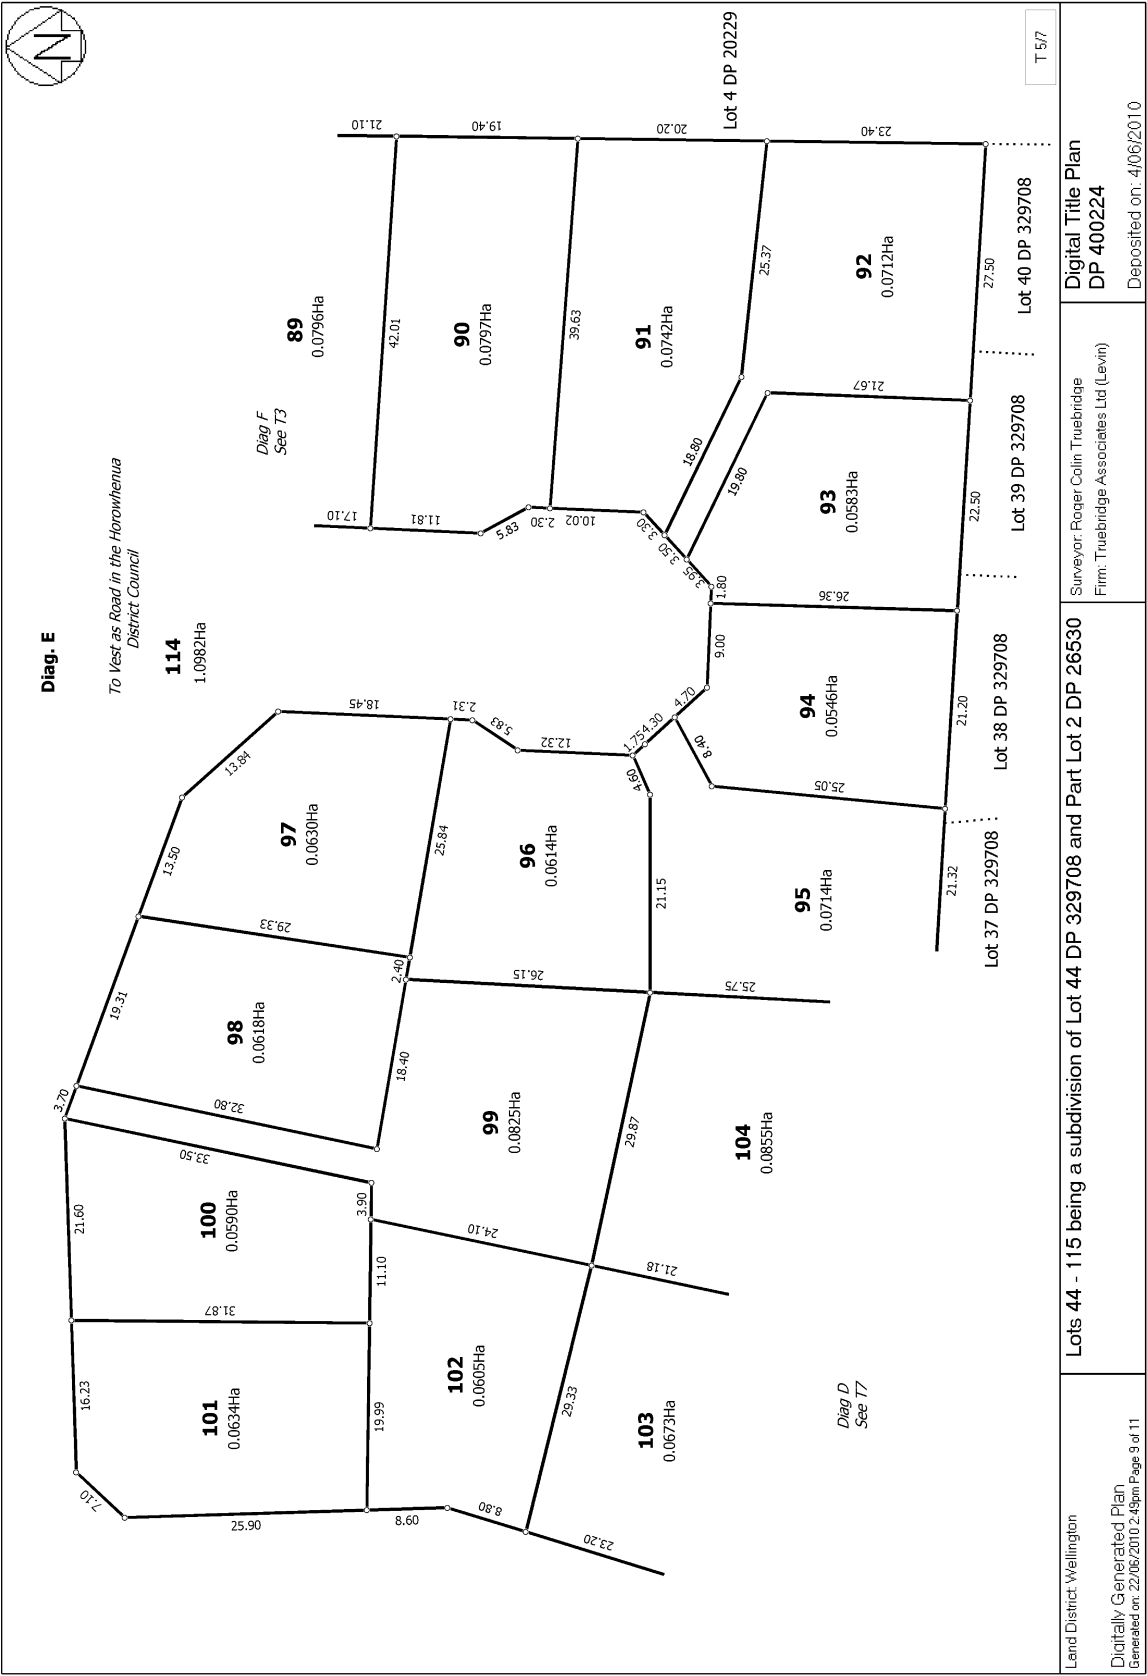 N
Diag. E
To Vest as Road in the Horowhenua
District Council
114
1.0982Ha
Diag F
See T3
89
0.0796Ha
90
0.0797Ha
91
0.0742Ha
92
0.0712Ha
93
0.0583Ha
94
0.0546Ha
95
0.0714Ha
96
0.0614Ha
97
0.0630Ha
98
0.0618Ha
99
0.0825Ha
100
0.0590Ha
101
0.0634Ha
102
0.0605Ha
103
0.0673Ha
104
0.0855Ha
Diag D
See T7
21.10
19.40
20.20
23.40
42.01
39.63
25.37
27.50
17.10
11.81
5.83
2.30
10.02
3.30
3.50
3.95
1.80
18.80
19.80
21.67
22.50
26.36
9.00
4.70
4.30
1.75
8.40
25.05
21.20
21.32
4.60
12.32
5.83
2.31
18.45
13.84
13.50
29.33
25.84
21.15
26.15
2.40
25.75
19.31
18.40
3.70
32.80
33.50
29.87
21.60
3.90
24.10
21.18
11.10
31.87
16.23
19.99
29.33
7.10
25.90
8.60
8.80
23.20
Lot 4 DP 20229
Lot 40 DP 329708
Lot 39 DP 329708
Lot 38 DP 329708
Lot 37 DP 329708
T 5/7
Land District: Wellington
Digitally Generated Plan
Generated on: 22/06/2010 2:49pm Page 9 of 11
Lots 44 - 115 being a subdivision of Lot 44 DP 329708 and Part Lot 2 DP 26530
Surveyor: Roger Colin Truebridge
Firm: Truebridge Associates Ltd (Levin)
Digital Title Plan
DP 400224
Deposited on: 4/06/2010